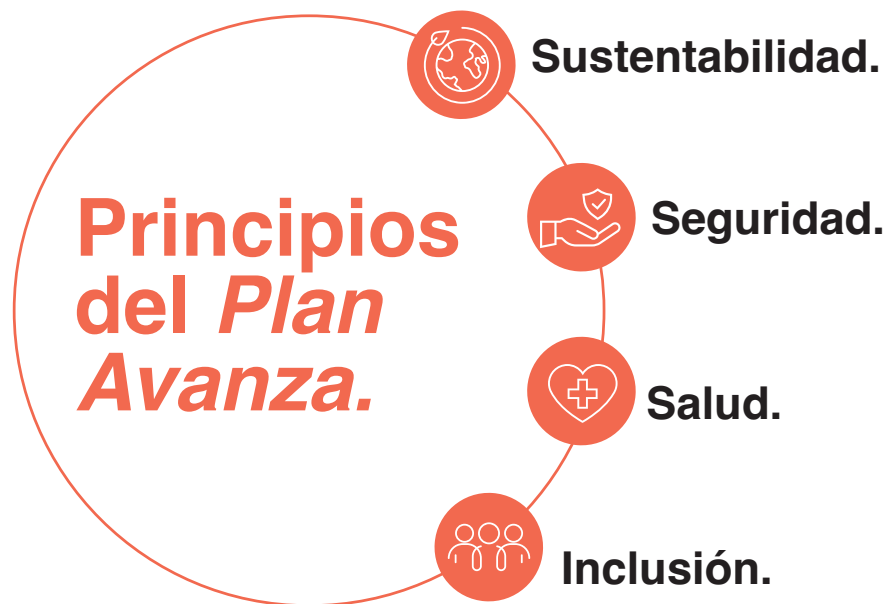 Sustentabilidad.
Seguridad.
Principios
del Plan
Avanza.
Salud.
Inclusión.